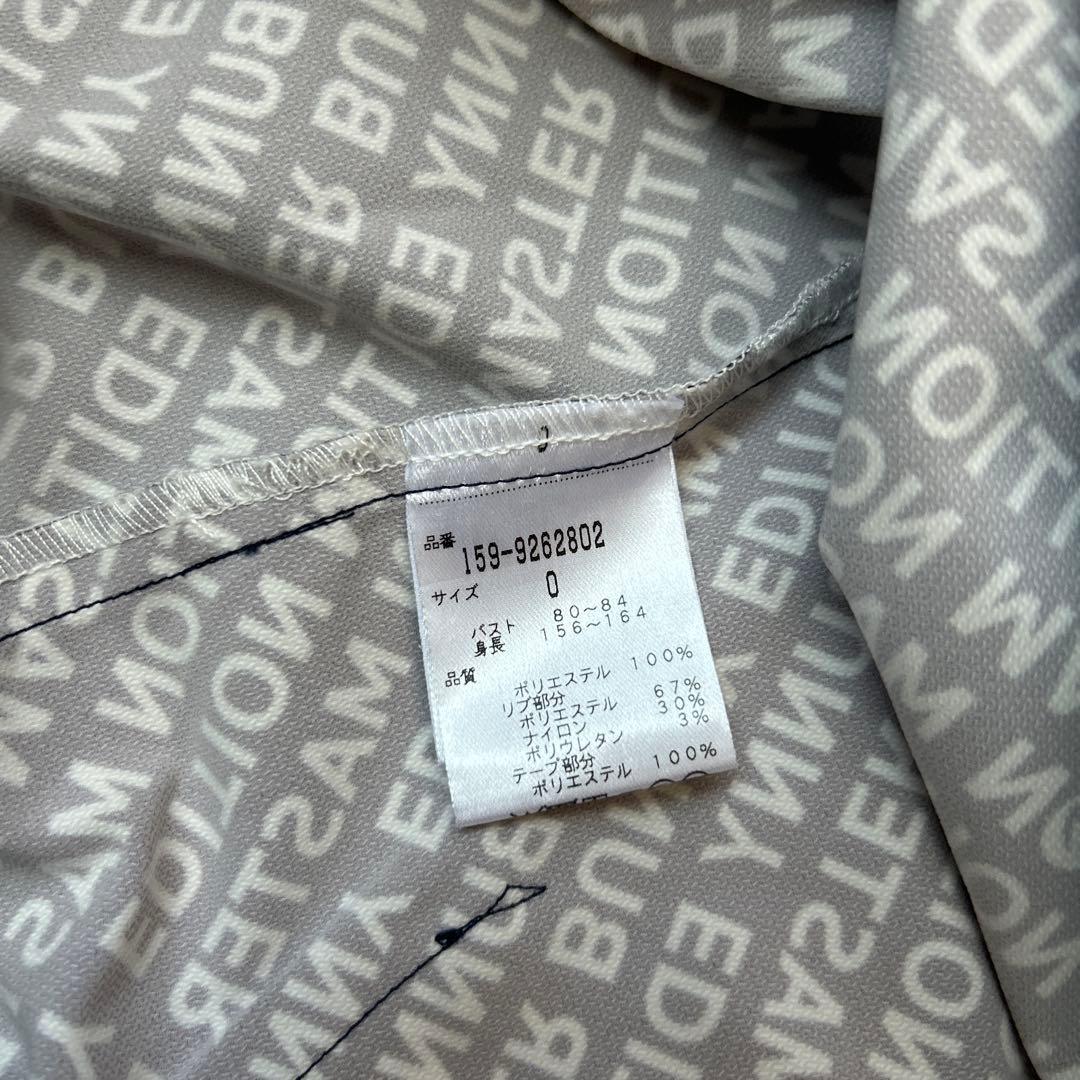 品番 159-9262802
サイズ 0
バスト 80~84
身長 156~164
品質
ポリエステル 100%
リブ部分
ポリエステル 67%
ナイロン 30%
ポリウレタン 3%
テープ部分
ポリエステル 100%
MASTER BUNNY EDITION